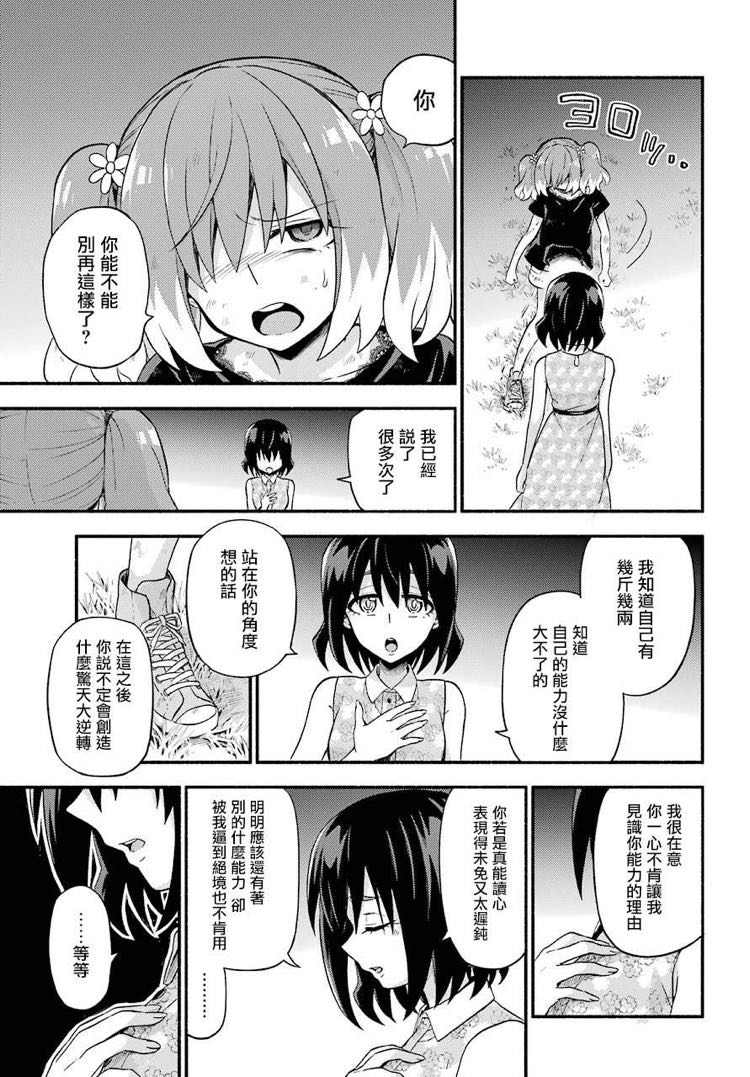 ヨロッ‥
你
你能不能
別再這樣了?
我已經
說了
很多次了
我知道自己有
幾斤幾兩
知道
自己的能力沒什麼
大不了的
站在你的角度
想的話
在這之後
你說不定會創造
什麼驚天大逆轉
我很在意
你一心不肯讓我
見識你能力的理由
你若是真能讀心
表現得未免又太遲鈍
明明應該還有著
別的什麼能力 卻
被我逼到絕境也不肯用
………
……等等